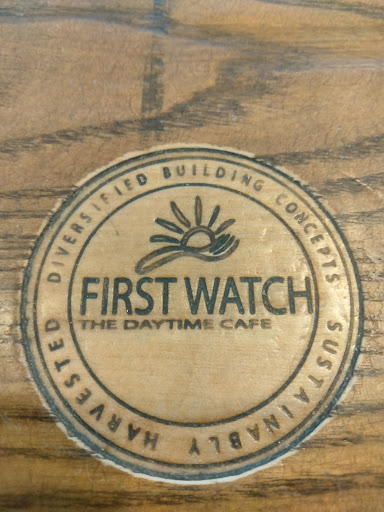 DIVERSIFIED BUILDING CONCEPTS
FIRST WATCH
THE DAYTIME CAFE
SUSTAINABLY HARVESTED